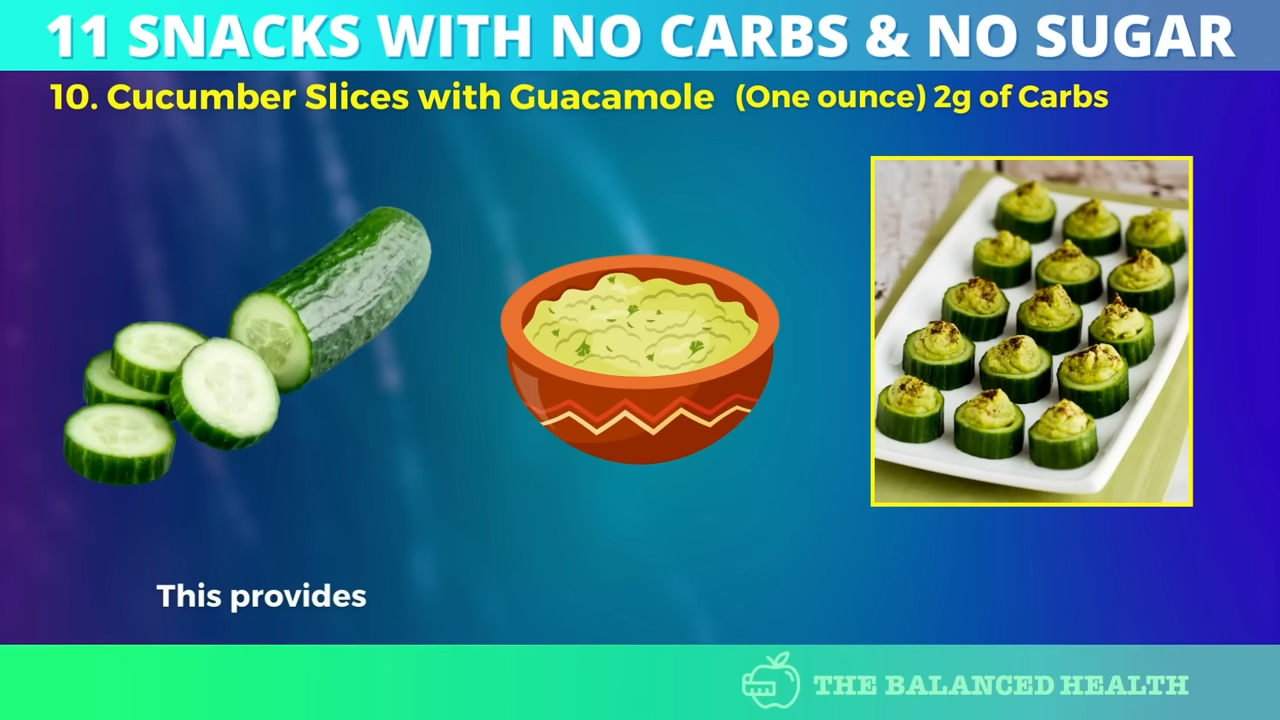 11 SNACKS WITH NO CARBS & NO SUGAR
10. Cucumber Slices with Guacamole (One ounce) 2g of Carbs
This provides
THE BALANCED HEALTH